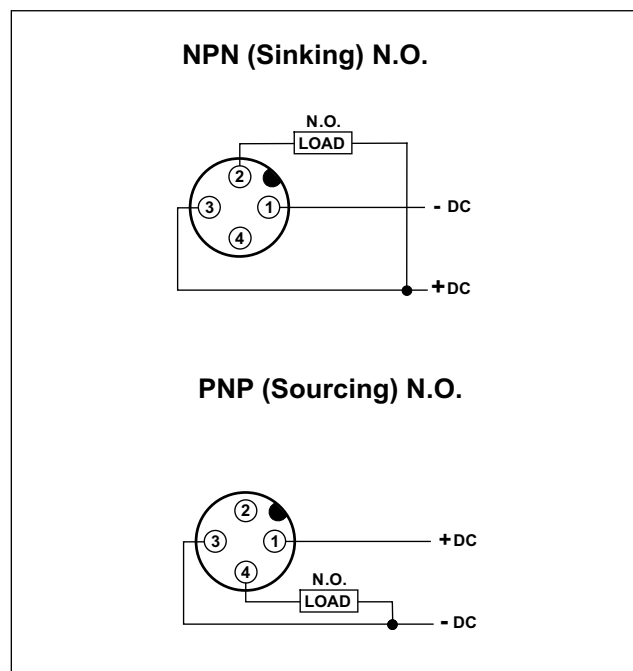 NPN (Sinking) N.O.
N.O.
LOAD
2
3
1
- DC
4
+ DC
PNP (Sourcing) N.O.
2
3
1
+ DC
4
N.O.
LOAD
- DC